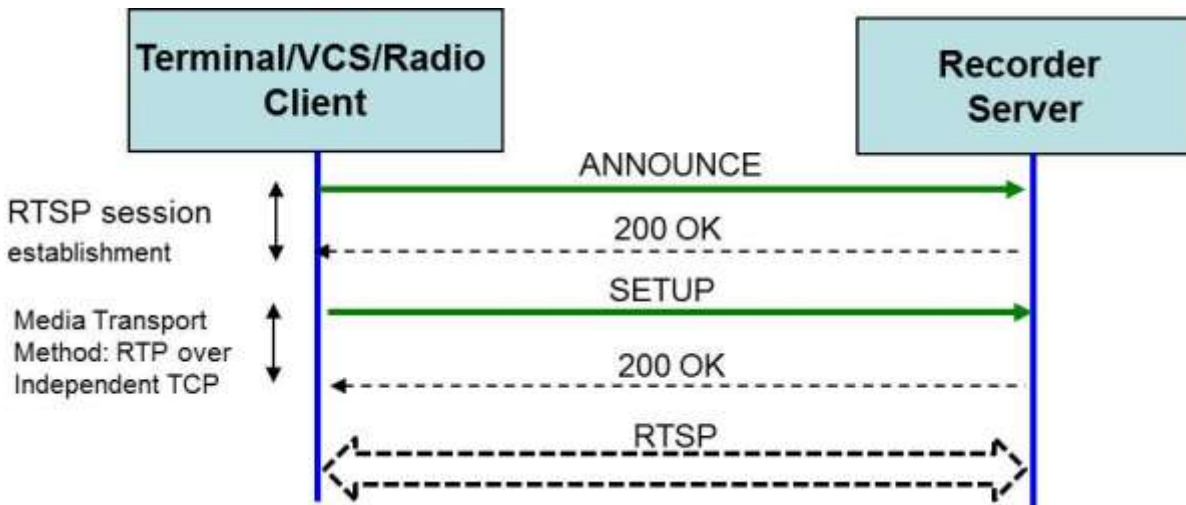 Terminal/VCS/Radio
Client
Recorder
Server
ANNOUNCE
RTSP session
establishment
200 OK
SETUP
Media Transport
Method: RTP over
Independent TCP
200 OK
RTSP